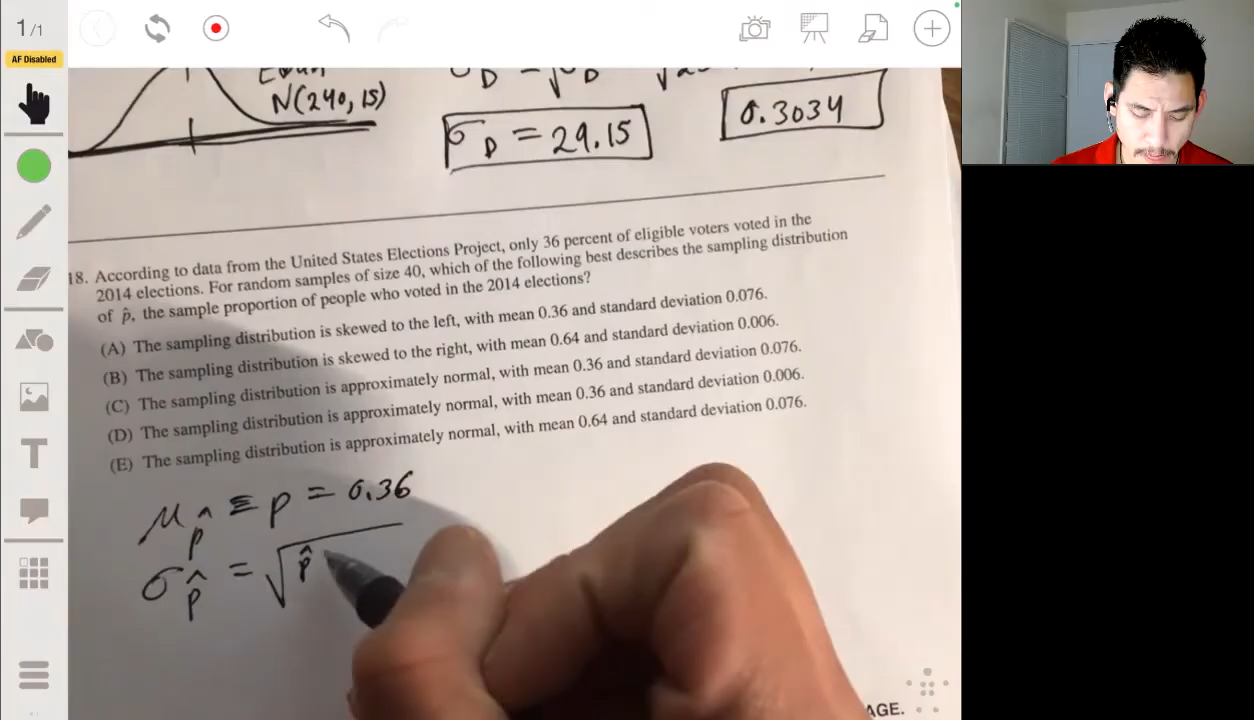 1/1
AF Disabled
N(240, 15)
σ_D = 29.15
0.3034
18. According to data from the United States Elections Project, only 36 percent of eligible voters voted in the
2014 elections. For random samples of size 40, which of the following best describes the sampling distribution
of p̂, the sample proportion of people who voted in the 2014 elections?
(A) The sampling distribution is skewed to the left, with mean 0.36 and standard deviation 0.076.
(B) The sampling distribution is skewed to the right, with mean 0.64 and standard deviation 0.006.
(C) The sampling distribution is approximately normal, with mean 0.36 and standard deviation 0.076.
(D) The sampling distribution is approximately normal, with mean 0.36 and standard deviation 0.006.
(E) The sampling distribution is approximately normal, with mean 0.64 and standard deviation 0.076.
μ_p̂ = p = 0.36
σ_p̂ = √p̂
T
AGE.